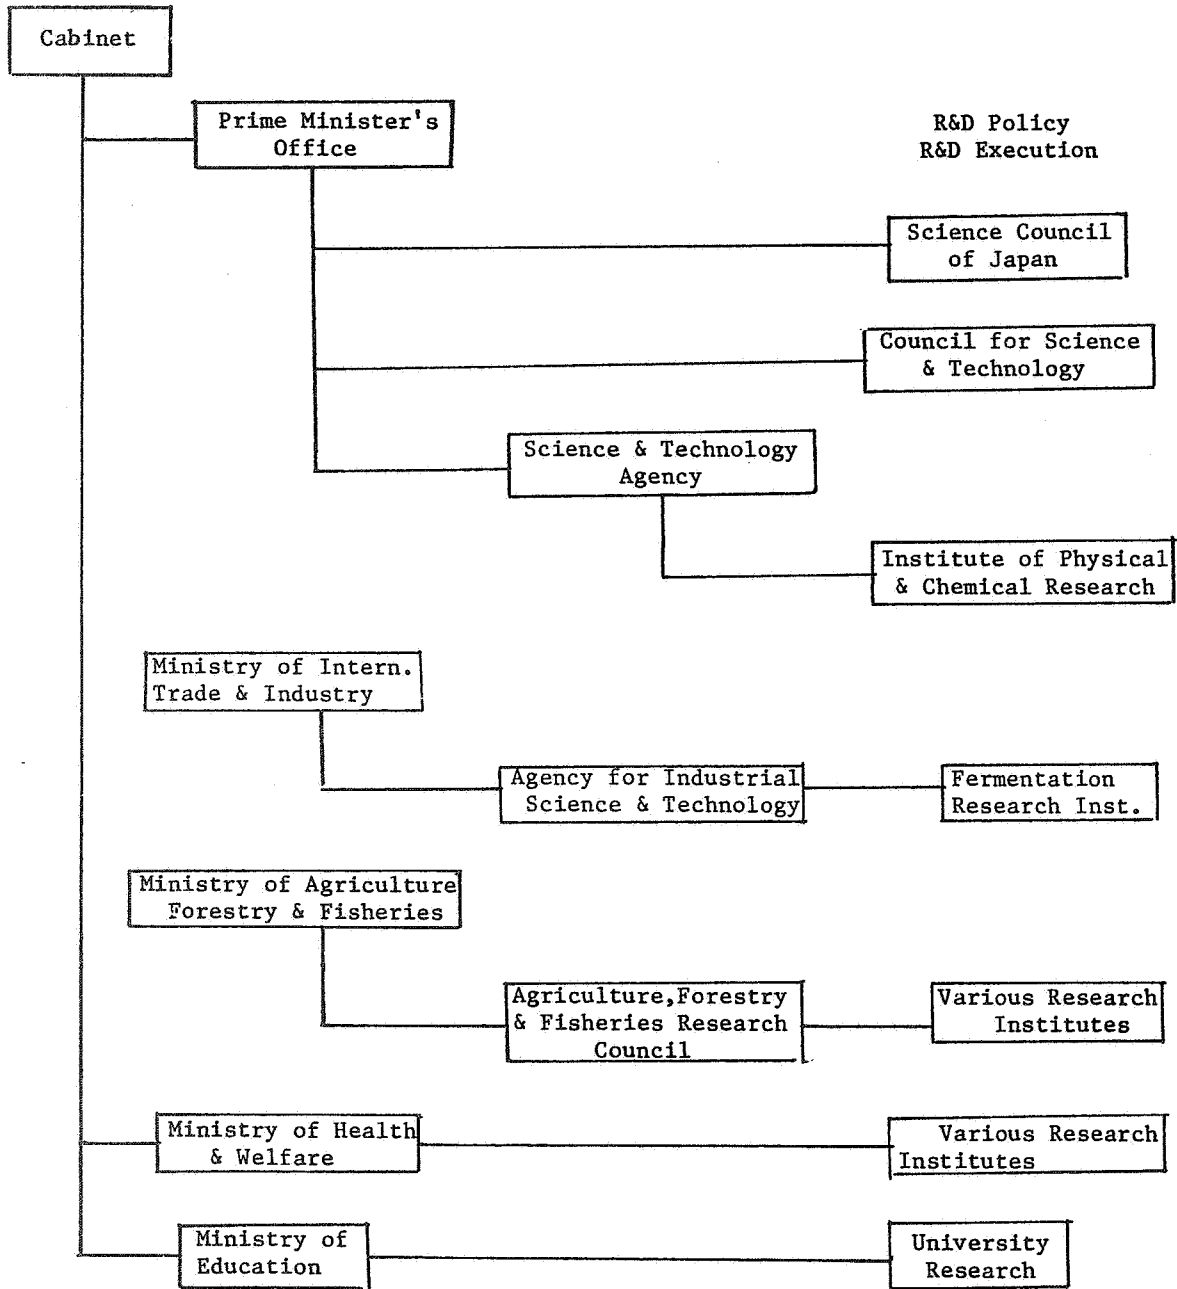 Cabinet
Prime Minister's
Office
R&D Policy
R&D Execution
Science Council
of Japan
Council for Science
& Technology
Science & Technology
Agency
Institute of Physical
& Chemical Research
Ministry of Intern.
Trade & Industry
Agency for Industrial
Science & Technology
Fermentation
Research Inst.
Ministry of Agriculture
Forestry & Fisheries
Agriculture,Forestry
& Fisheries Research
Council
Various Research
Institutes
Ministry of Health
& Welfare
Various Research
Institutes
Ministry of
Education
University
Research